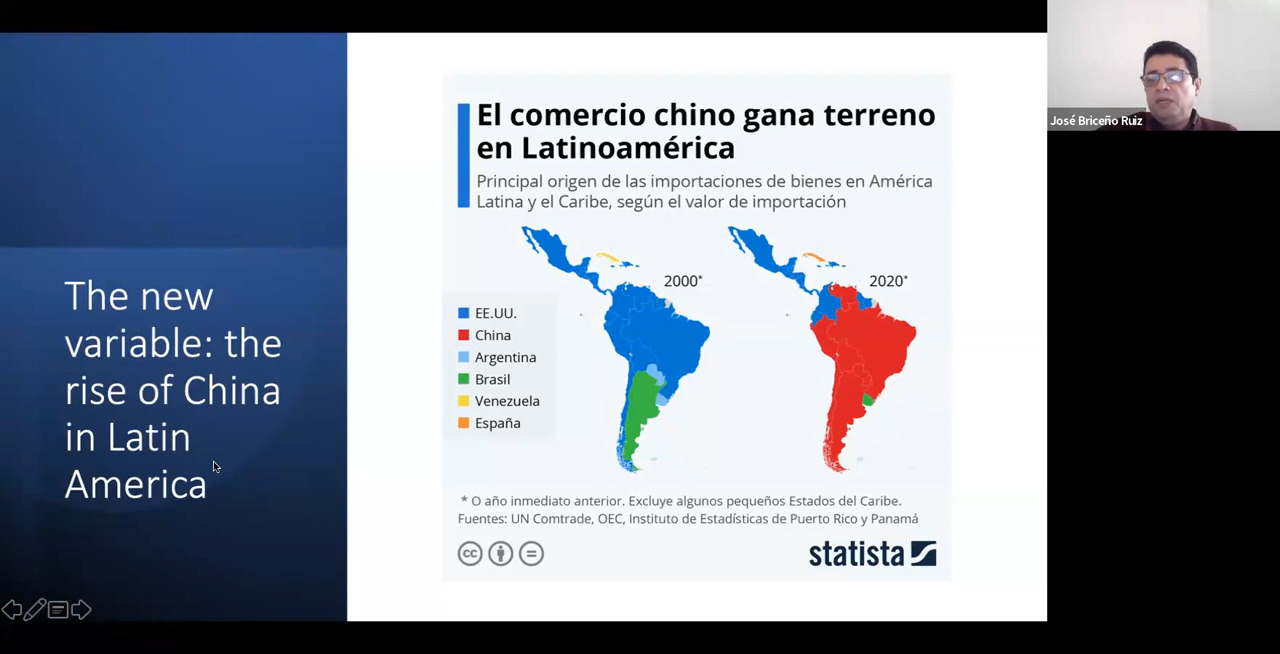 The new
variable: the
rise of China
in Latin
America
El comercio chino gana terreno
en Latinoamérica
Principal origen de las importaciones de bienes en América
Latina y el Caribe, según el valor de importación
2000*
2020*
EE.UU.
China
Argentina
Brasil
Venezuela
España
* O año inmediato anterior. Excluye algunos pequeños Estados del Caribe.
Fuentes: UN Comtrade, OEC, Instituto de Estadísticas de Puerto Rico y Panamá
cc
statista
José Briceño Ruiz